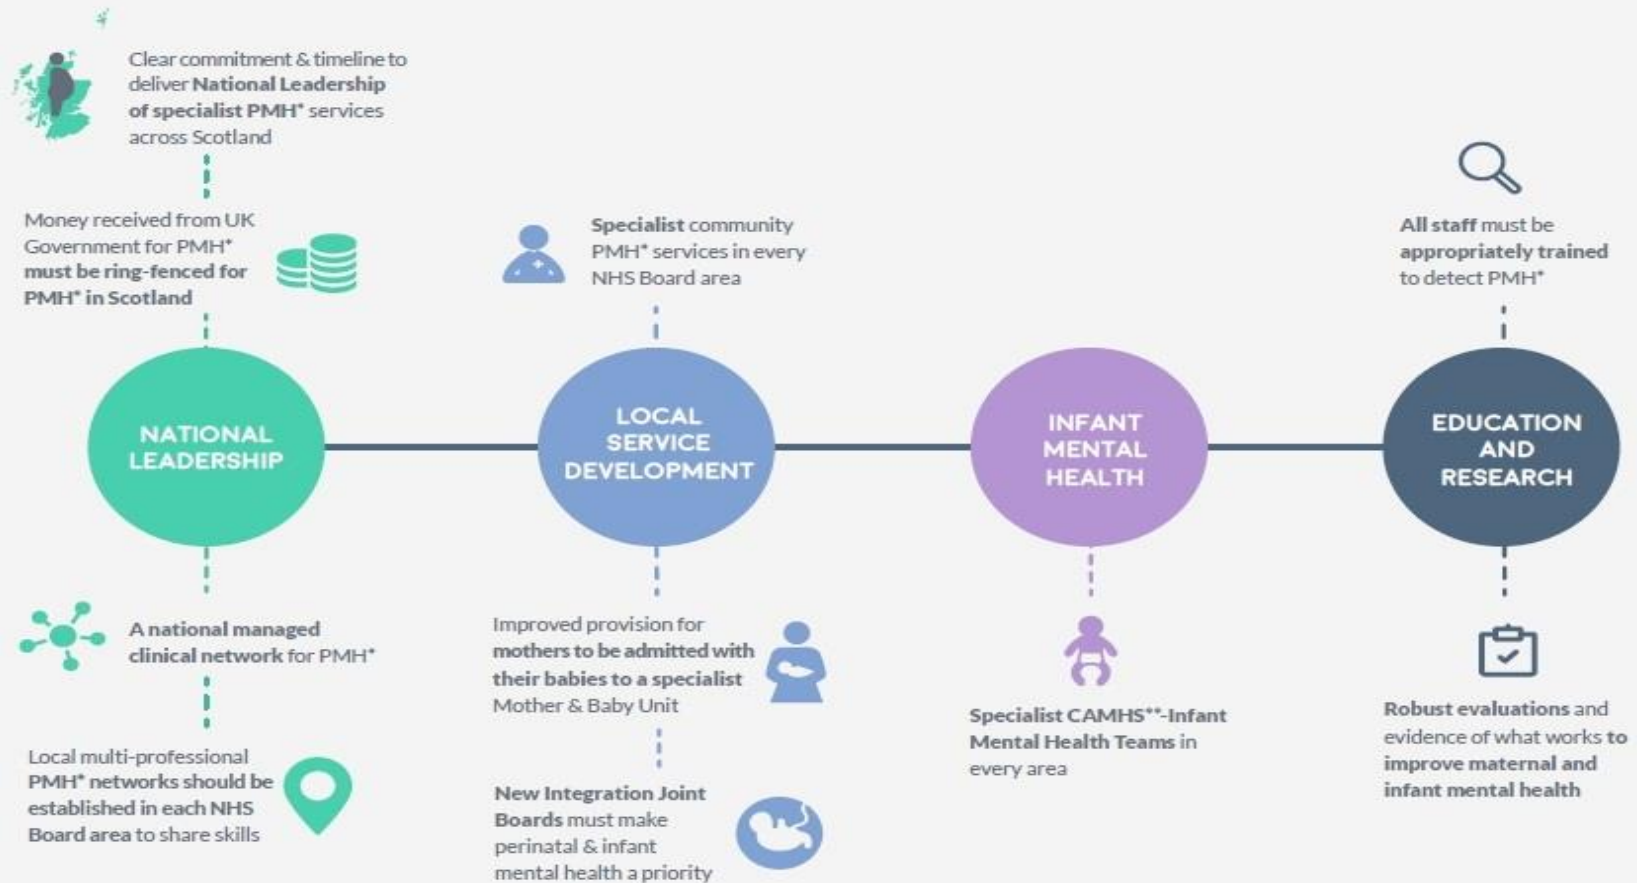 Clear commitment & timeline to
deliver National Leadership
of specialist PMH* services
across Scotland
Money received from UK
Government for PMH*
must be ring-fenced for
PMH* in Scotland
NATIONAL
LEADERSHIP
A national managed
clinical network for PMH*
Local multi-professional
PMH* networks should be
established in each NHS
Board area to share skills
Specialist community
PMH* services in every
NHS Board area
LOCAL
SERVICE
DEVELOPMENT
Improved provision for
mothers to be admitted with
their babies to a specialist
Mother & Baby Unit
New Integration Joint
Boards must make
perinatal & infant
mental health a priority
INFANT
MENTAL
HEALTH
Specialist CAMHS**-Infant
Mental Health Teams in
every area
All staff must be
appropriately trained
to detect PMH*
EDUCATION
AND
RESEARCH
Robust evaluations and
evidence of what works to
improve maternal and
infant mental health